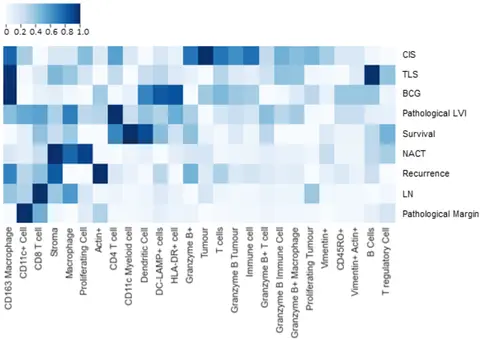 0 0.2 0.4 0.6 0.8 1.0
CIS
TLS
BCG
Pathological LVI
Survival
NACT
Recurrence
LN
Pathological Margin
CD163 Macrophage
CD11c+ Cell
CD8 T cell
Stroma
Macrophage
Proliferating Cell
Actin+
CD4 T cell
CD11c Myeloid cell
Dendritic Cell
DC-LAMP+ cells
HLA-DR+ cell
Granzyme B+
Tumour
T cells
Granzyme B Tumour
Immune cell
Granzyme B+ T cell
Granzyme B Immune Cell
Granzyme B+ Macrophage
Proliferating Tumour
Vimentin+
CD45RO+
Vimentin+ Actin+
B Cells
T regulatory Cell